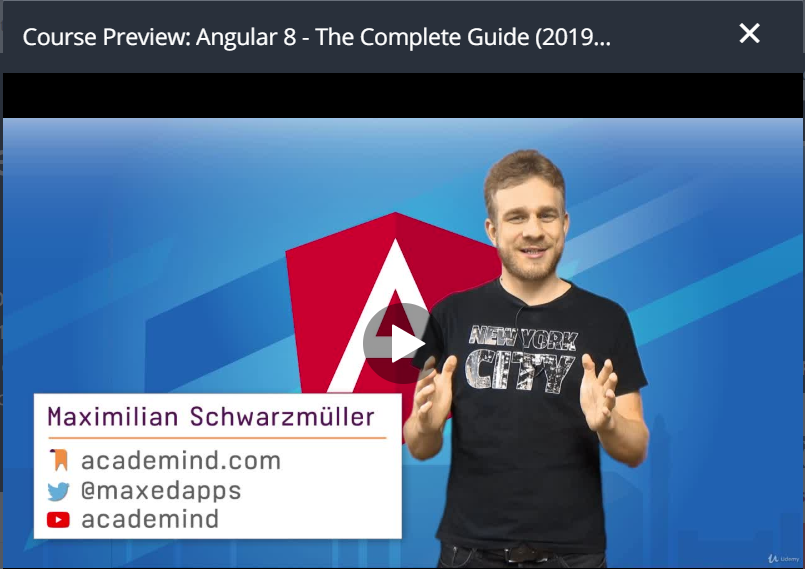 Course Preview: Angular 8 - The Complete Guide (2019...
NEW YORK
CITY
Maximilian Schwarzmüller
academind.com
@maxedapps
academind
Udemy